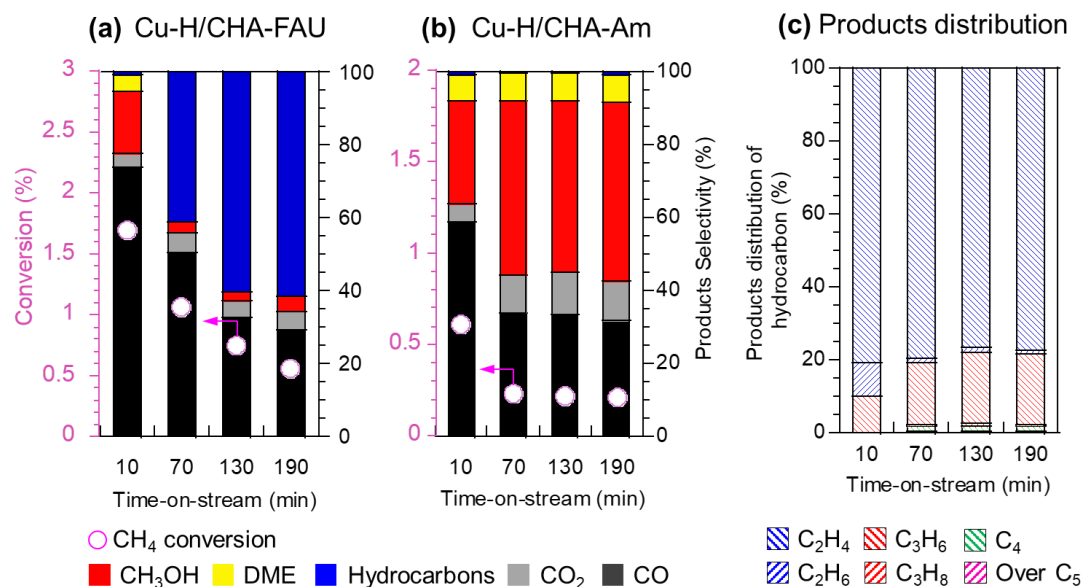 (a) Cu-H/CHA-FAU
(b) Cu-H/CHA-Am
(c) Products distribution
Conversion (%)
3
2.5
2
1.5
1
0.5
0
100
80
60
40
20
0
10 70 130 190
Time-on-stream (min)
2
1.5
1
0.5
0
100
80
60
40
20
0
Products Selectivity (%)
10 70 130 190
Time-on-stream (min)
Products distribution of
hydrocarbon (%)
100
80
60
40
20
0
10 70 130 190
Time-on-stream (min)
CH₄ conversion
CH₃OH DME Hydrocarbons CO₂ CO
C₂H₄ C₃H₆ C₄
C₂H₆ C₃H₈ Over C₅